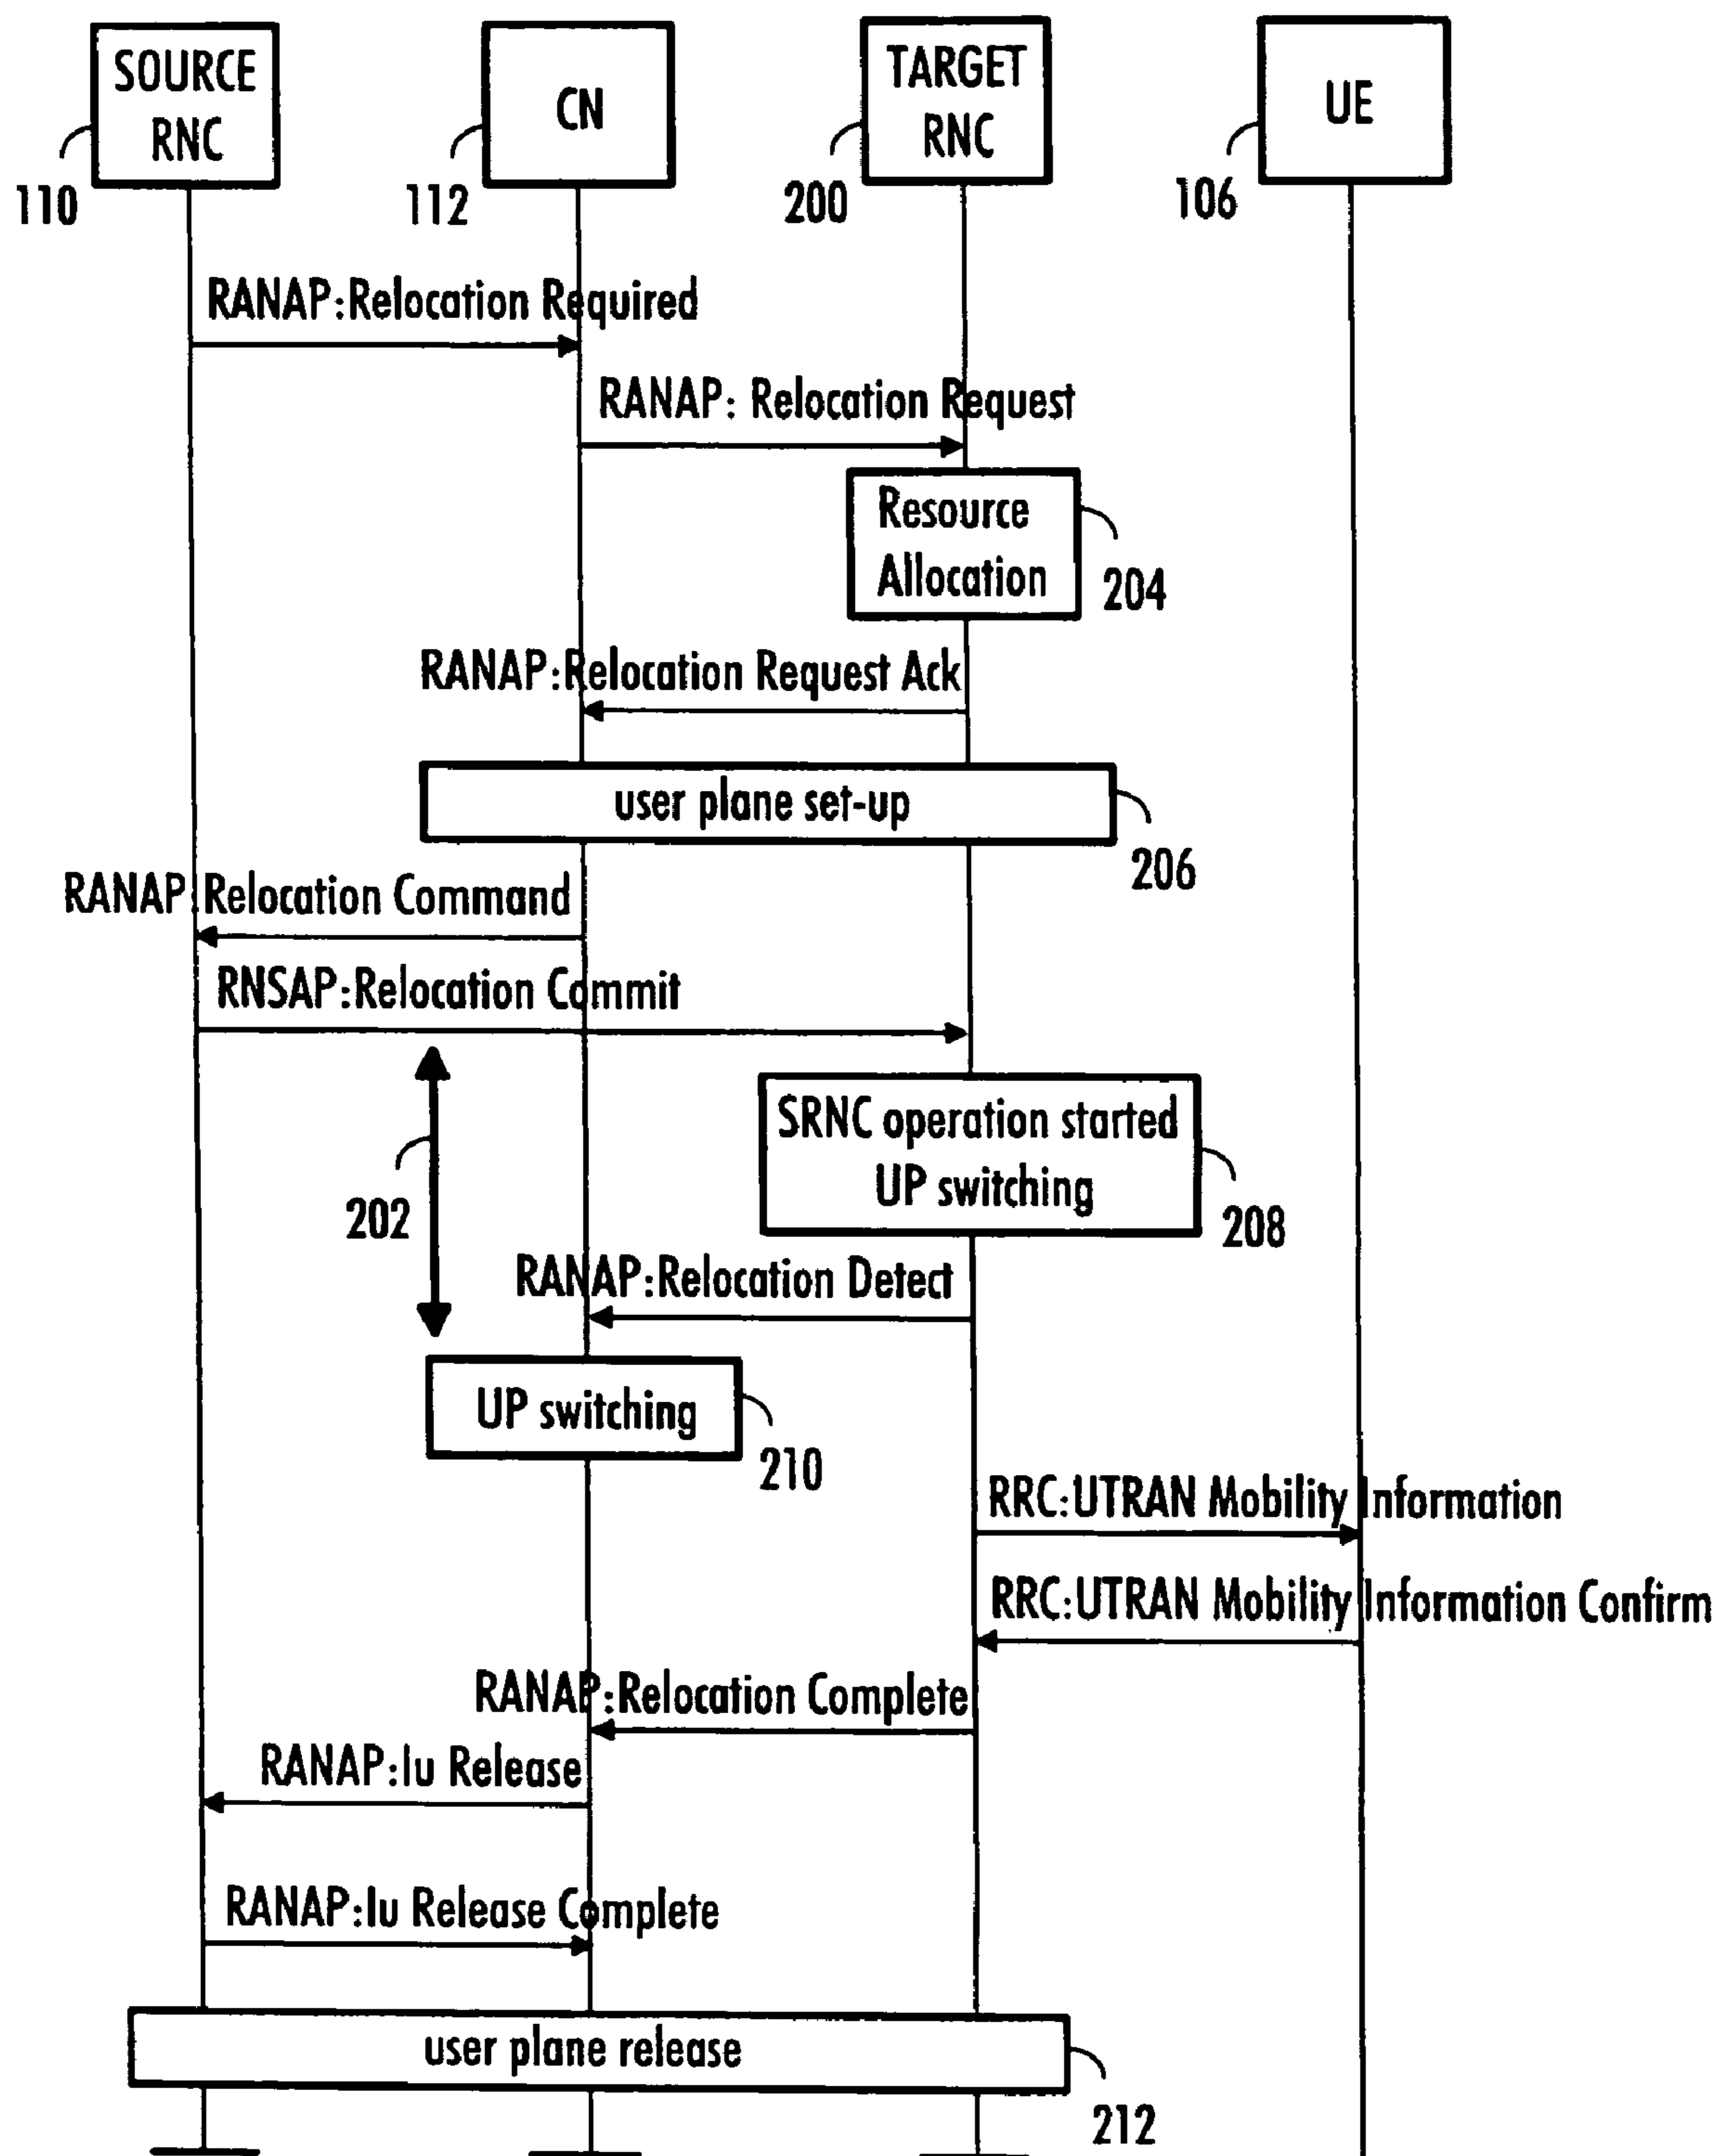 SOURCE
RNC
CN
TARGET
RNC
UE
110
112
200
106
RANAP:Relocation Required
RANAP: Relocation Request
Resource
Allocation
204
RANAP:Relocation Request Ack
user plane set-up
206
RANAP Relocation Command
RNSAP:Relocation Commit
SRNC operation started
UP switching
202
208
RANAP:Relocation Detect
UP switching
210
RRC:UTRAN Mobility Information
RRC:UTRAN Mobility Information Confirm
RANAP:Relocation Complete
RANAP:Iu Release
RANAP:Iu Release Complete
user plane release
212